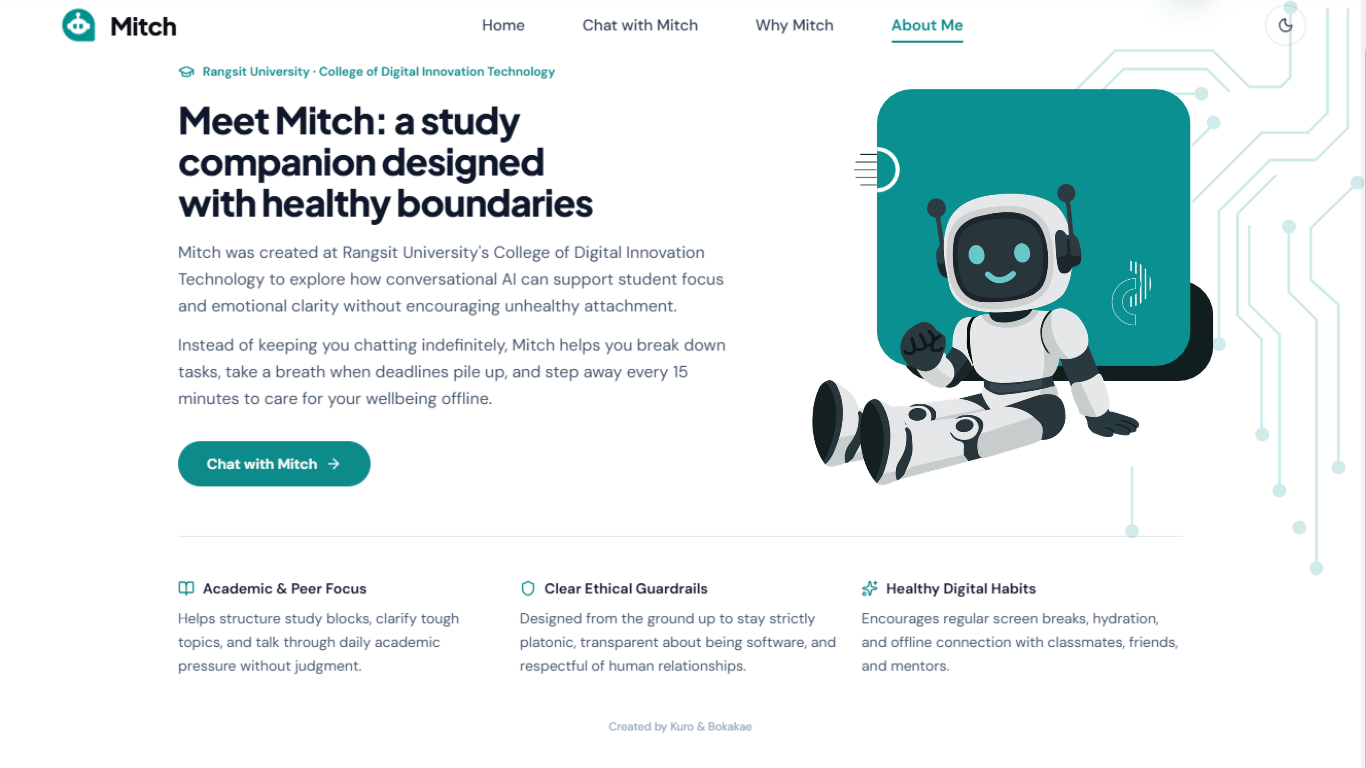 Mitch
Home
Chat with Mitch
Why Mitch
About Me
Rangsit University · College of Digital Innovation Technology
Meet Mitch: a study
companion designed
with healthy boundaries
Mitch was created at Rangsit University's College of Digital Innovation
Technology to explore how conversational AI can support student focus
and emotional clarity without encouraging unhealthy attachment.
Instead of keeping you chatting indefinitely, Mitch helps you break down
tasks, take a breath when deadlines pile up, and step away every 15
minutes to care for your wellbeing offline.
Chat with Mitch
Academic & Peer Focus
Helps structure study blocks, clarify tough
topics, and talk through daily academic
pressure without judgment.
Clear Ethical Guardrails
Designed from the ground up to stay strictly
platonic, transparent about being software, and
respectful of human relationships.
Healthy Digital Habits
Encourages regular screen breaks, hydration,
and offline connection with classmates, friends,
and mentors.
Created by Kuro & Bokakae